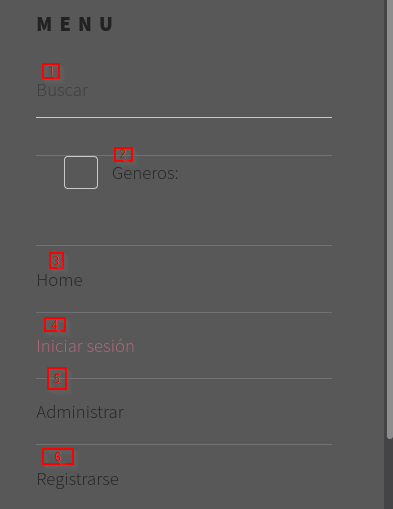 MENU
1
Buscar
2
Generos:
3
Home
4
Iniciar sesión
5
Administrar
6
Registrarse